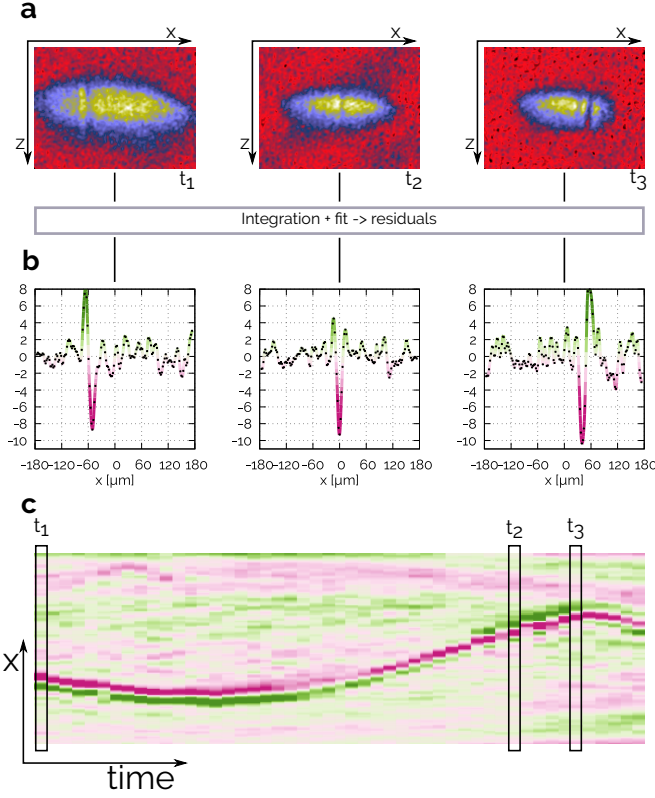 a
x x x
z z z
t1 t2 t3
Integration + fit -> residuals
b
8 8 8
6 6 6
4 4 4
2 2 2
0 0 0
−2 −2 −2
−4 −4 −4
−6 −6 −6
−8 −8 −8
−10 −10 −10
−180 −120 −60 0 60 120 180 −180 −120 −60 0 60 120 180 −180 −120 −60 0 60 120 180
x [µm] x [µm] x [µm]
c
t1 t2 t3
x
time